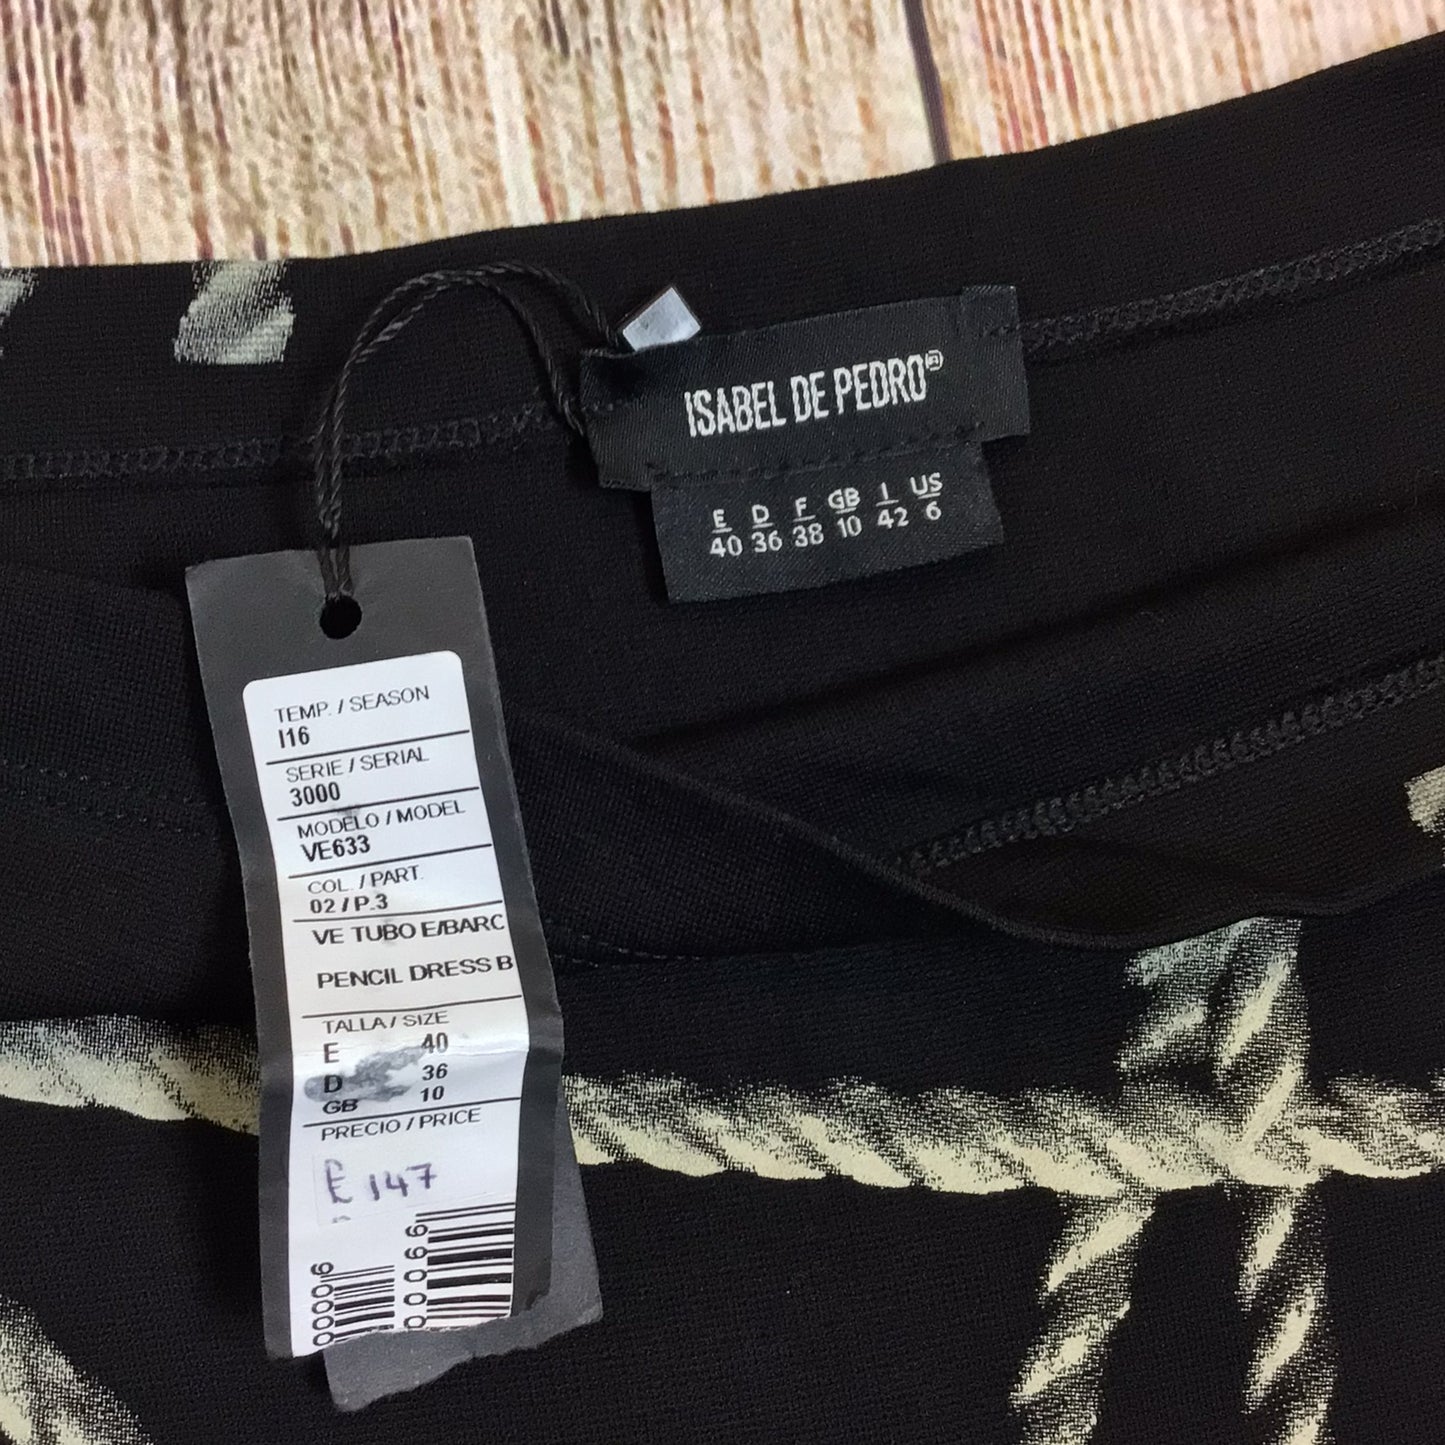 ISABEL DE PEDRO®
E D F GB I US
40 36 38 10 42 6
TEMP. / SEASON
I16
SERIE / SERIAL
3000
MODELO / MODEL
VE633
COL. / PART.
02 / P.3
VE TUBO E/BARC
PENCIL DRESS B
TALLA / SIZE
E 40
D 36
GB 10
PRECIO / PRICE
£147